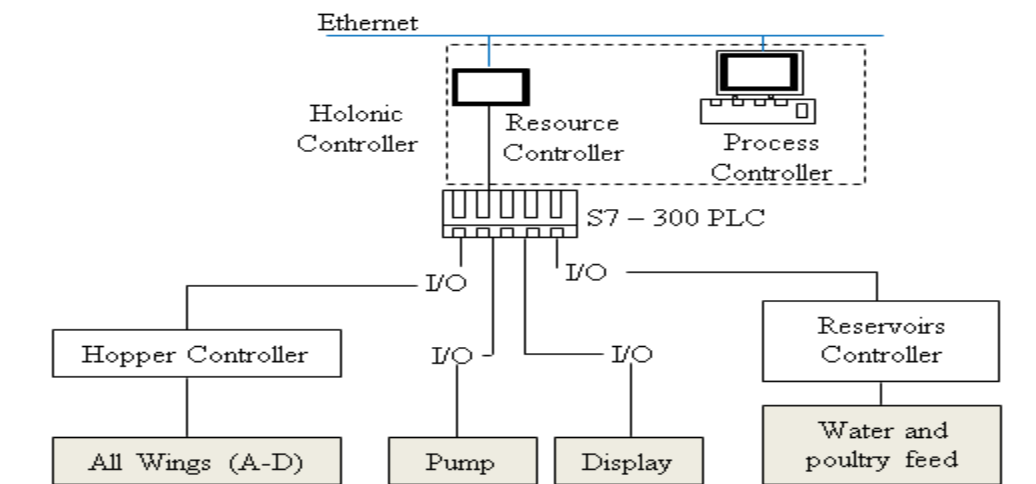 Ethernet
Holonic
Controller
Resource
Controller
Process
Controller
S7 – 300 PLC
I/O
I/O
Hopper Controller
I/O
I/O
Reservoirs
Controller
All Wings (A-D)
Pump
Display
Water and
poultry feed